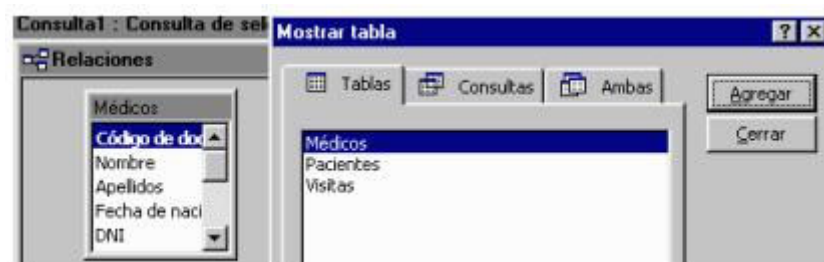 Consulta1 : Consulta de sel
Relaciones
Médicos
Código de do
Nombre
Apellidos
Fecha de naci
DNI
Mostrar tabla
Tablas
Consultas
Ambas
Médicos
Pacientes
Visitas
Agregar
Cerrar